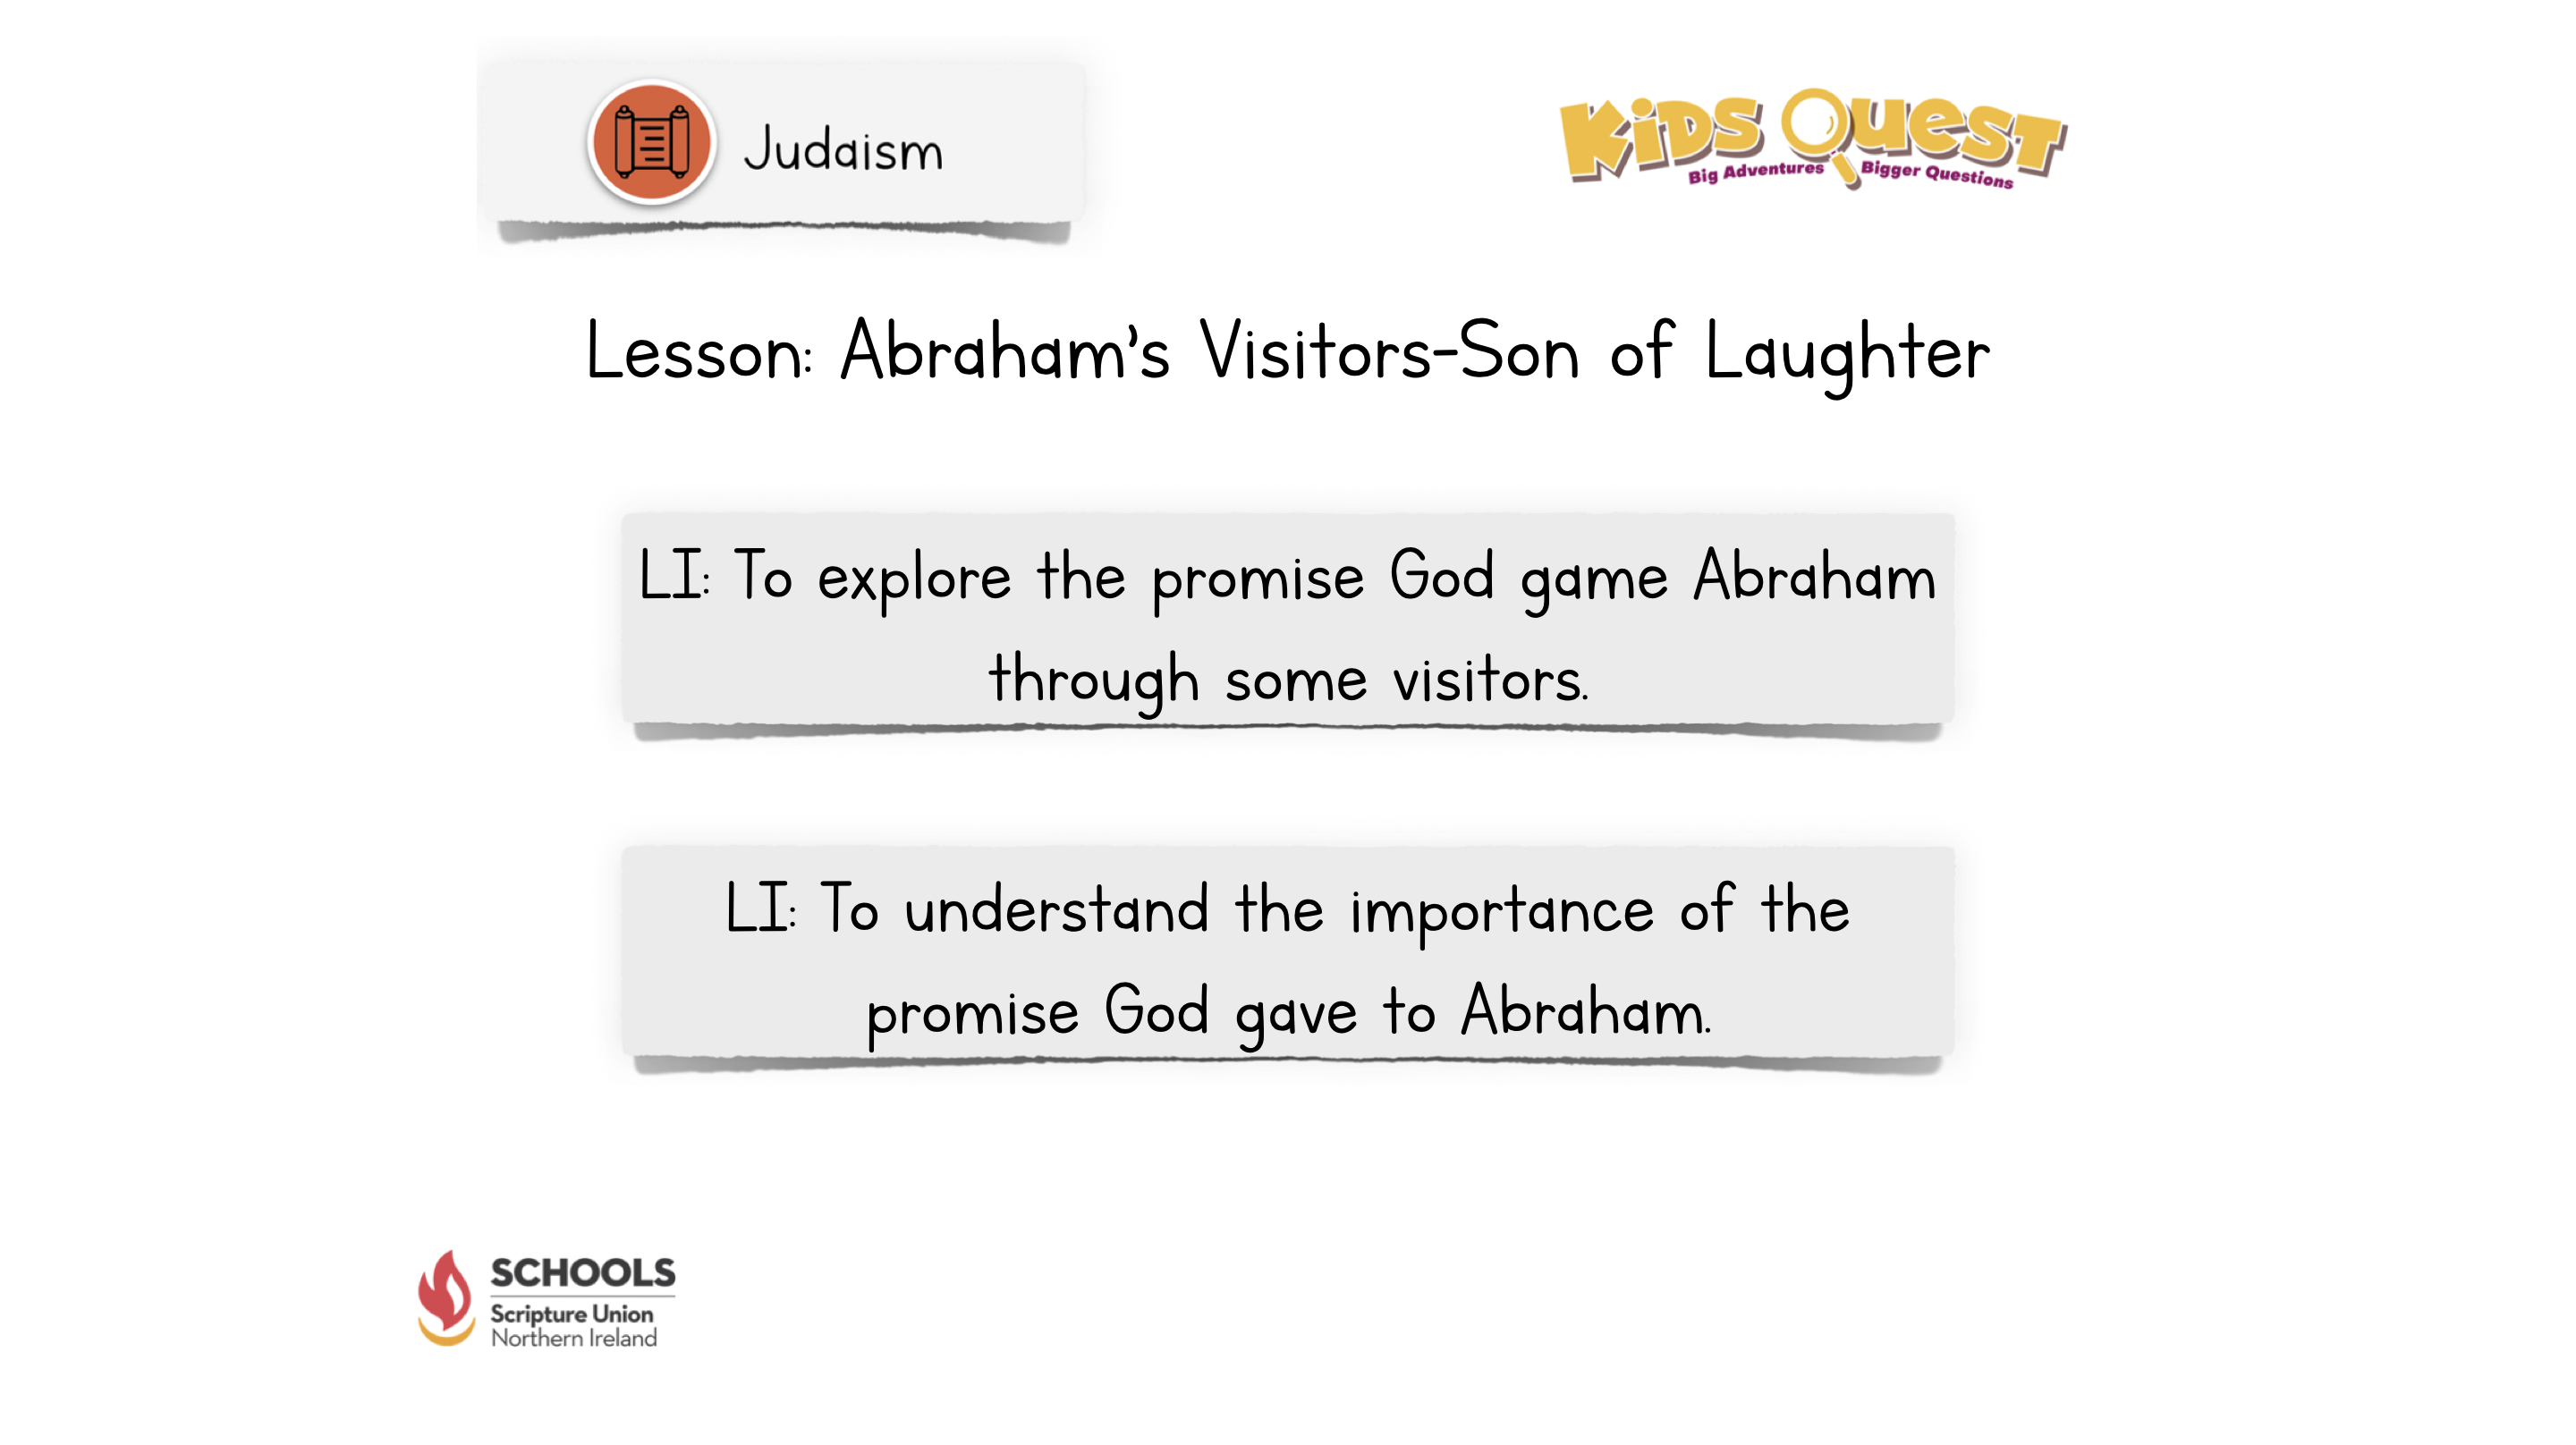 Judaism
KiDS QUEST
Big Adventures Bigger Questions
Lesson: Abraham's Visitors-Son of Laughter
LI: To explore the promise God game Abraham
through some visitors.
LI: To understand the importance of the
promise God gave to Abraham.
SCHOOLS
Scripture Union
Northern Ireland